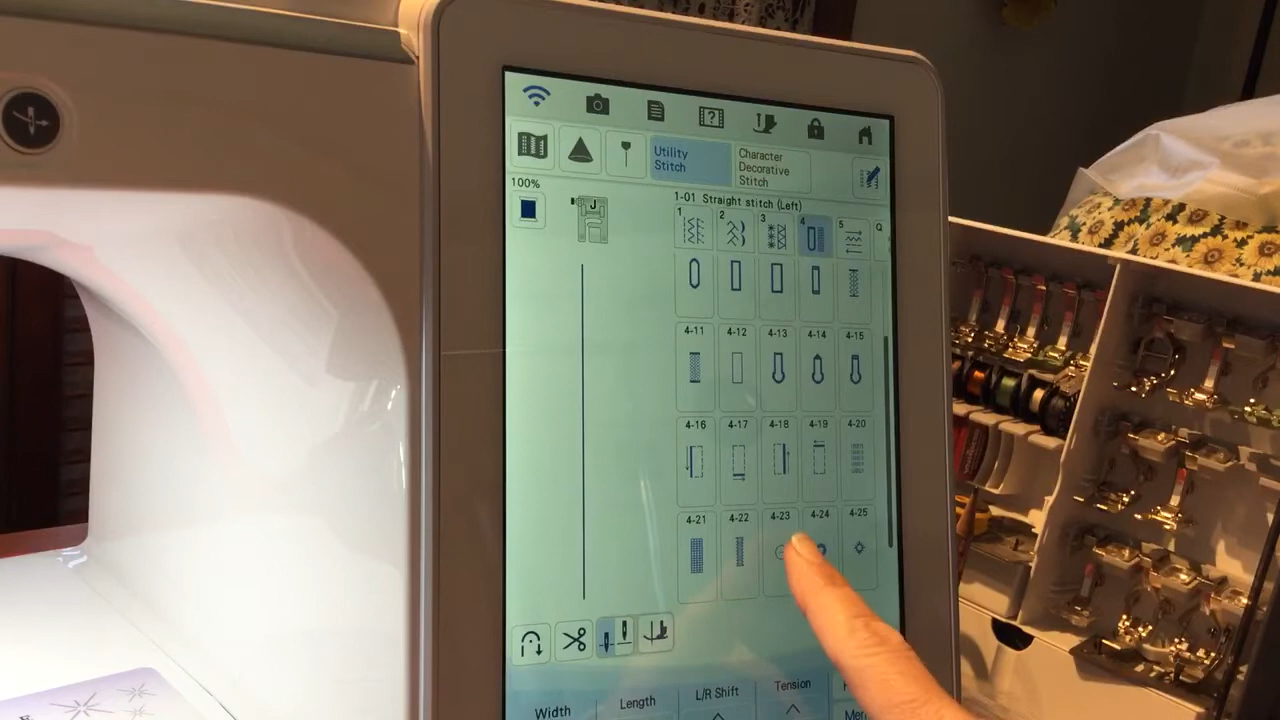 Utility
Stitch
Character
Decorative
Stitch
100%
J
1-01 Straight stitch (Left)
1 2 3 4 5 Q
4-11 4-12 4-13 4-14 4-15
4-16 4-17 4-18 4-19 4-20
4-21 4-22 4-23 4-24 4-25
Width Length L/R Shift Tension